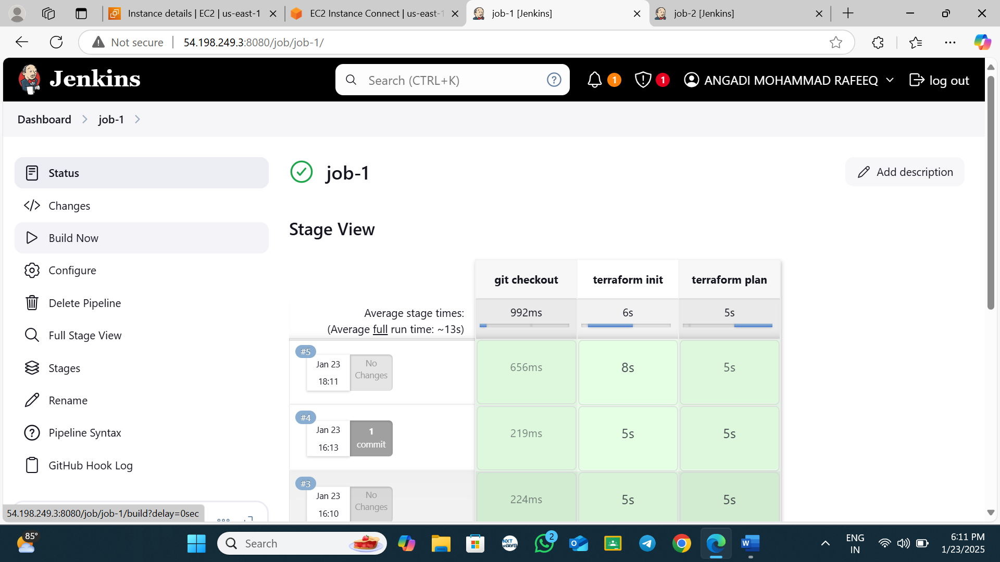 Instance details | EC2 | us-east-1
EC2 Instance Connect | us-east-1
job-1 [Jenkins]
job-2 [Jenkins]
Not secure
54.198.249.3:8080/job/job-1/
Jenkins
Search (CTRL+K)
?
1
1
ANGADI MOHAMMAD RAFEEQ
log out
Dashboard
job-1
Status
Changes
Build Now
Configure
Delete Pipeline
Full Stage View
Stages
Rename
Pipeline Syntax
GitHub Hook Log
job-1
Add description
Stage View
git checkout
terraform init
terraform plan
Average stage times:
(Average full run time: ~13s)
992ms
6s
5s
#5
Jan 23
18:11
No
Changes
656ms
8s
5s
#4
Jan 23
16:13
1
commit
219ms
5s
5s
#3
Jan 23
16:10
No
Changes
224ms
5s
5s
54.198.249.3:8080/job/job-1/build?delay=0sec
85°
Search
NXT
WAVE
2
ENG
IN
6:11 PM
1/23/2025